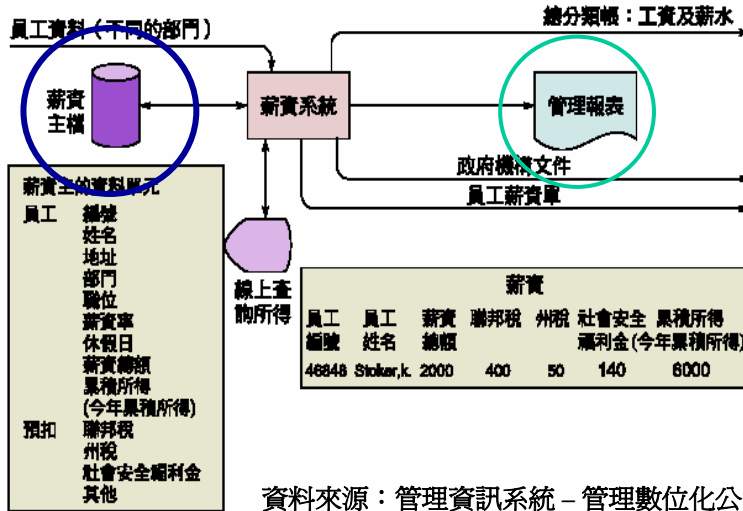 員工資料（不同的部門）
總分類帳：工資及薪水
薪資
主檔
薪資系統
管理報表
政府機構文件
員工薪資單
薪資主的資料單元
員工 編號
姓名
地址
部門
職位
薪資率
休假日
薪資總額
累積所得
(今年累積所得)
預扣 聯邦稅
州稅
社會安全福利金
其他
線上查
詢所得
薪資
員工 員工 薪資 聯邦稅 州稅 社會安全 累積所得
編號 姓名 總額 福利金 (今年累積所得)
46848 Stoker,k. 2000 400 50 140 6000
資料來源：管理資訊系統 – 管理數位化公